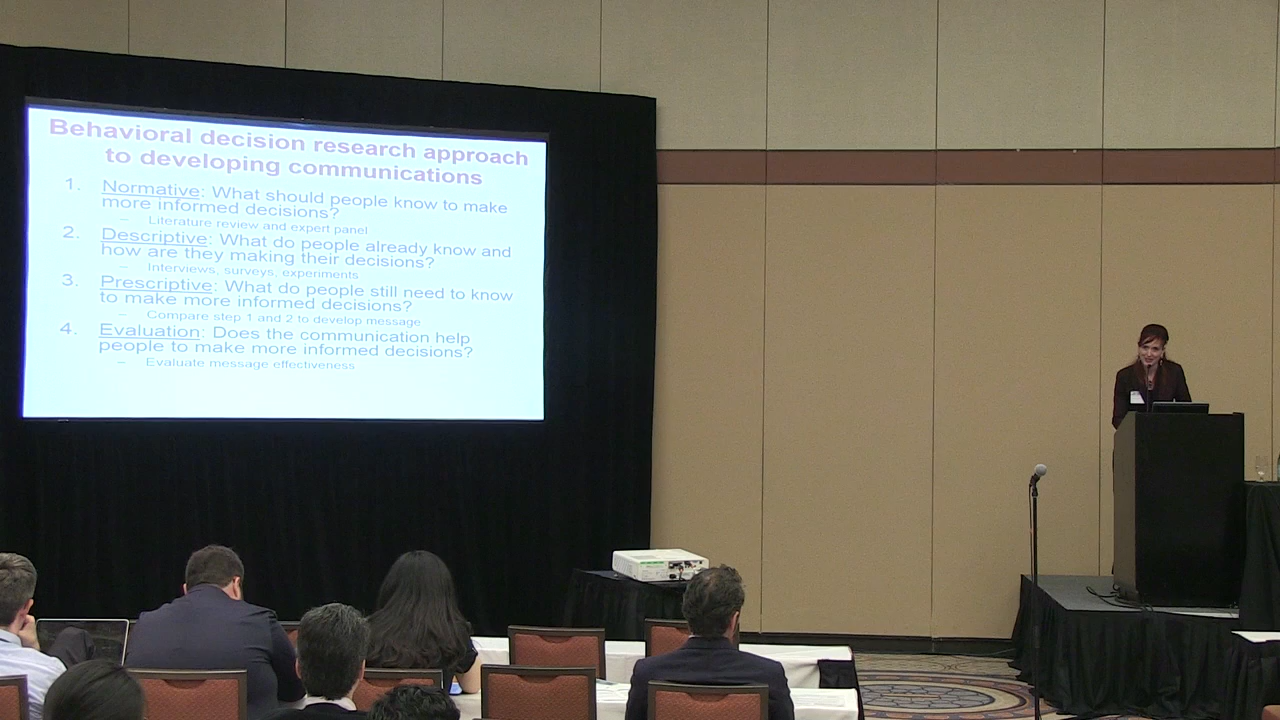 Behavioral decision research approach
to developing communications
1. Normative: What should people know to make
more informed decisions?
– Literature review and expert panel
2. Descriptive: What do people already know and
how are they making their decisions?
– Interviews, surveys, experiments
3. Prescriptive: What do people still need to know
to make more informed decisions?
– Compare step 1 and 2 to develop message
4. Evaluation: Does the communication help
people to make more informed decisions?
– Evaluate message effectiveness